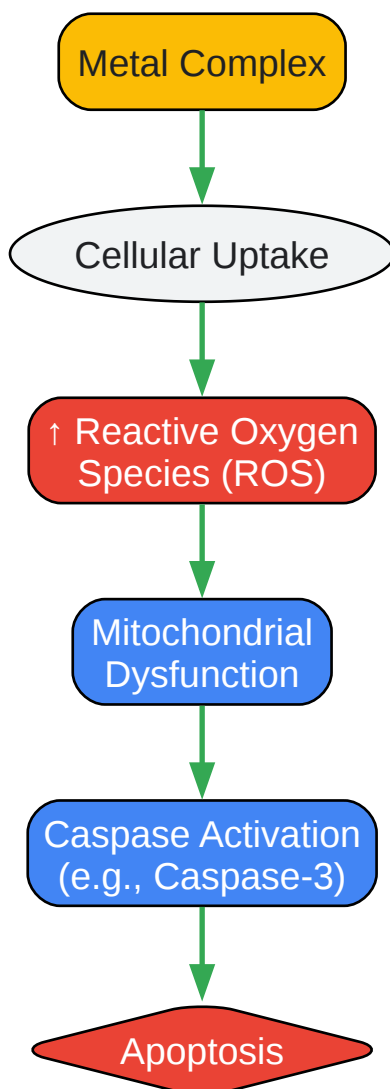 Metal Complex
Cellular Uptake
↑ Reactive Oxygen
Species (ROS)
Mitochondrial
Dysfunction
Caspase Activation
(e.g., Caspase-3)
Apoptosis